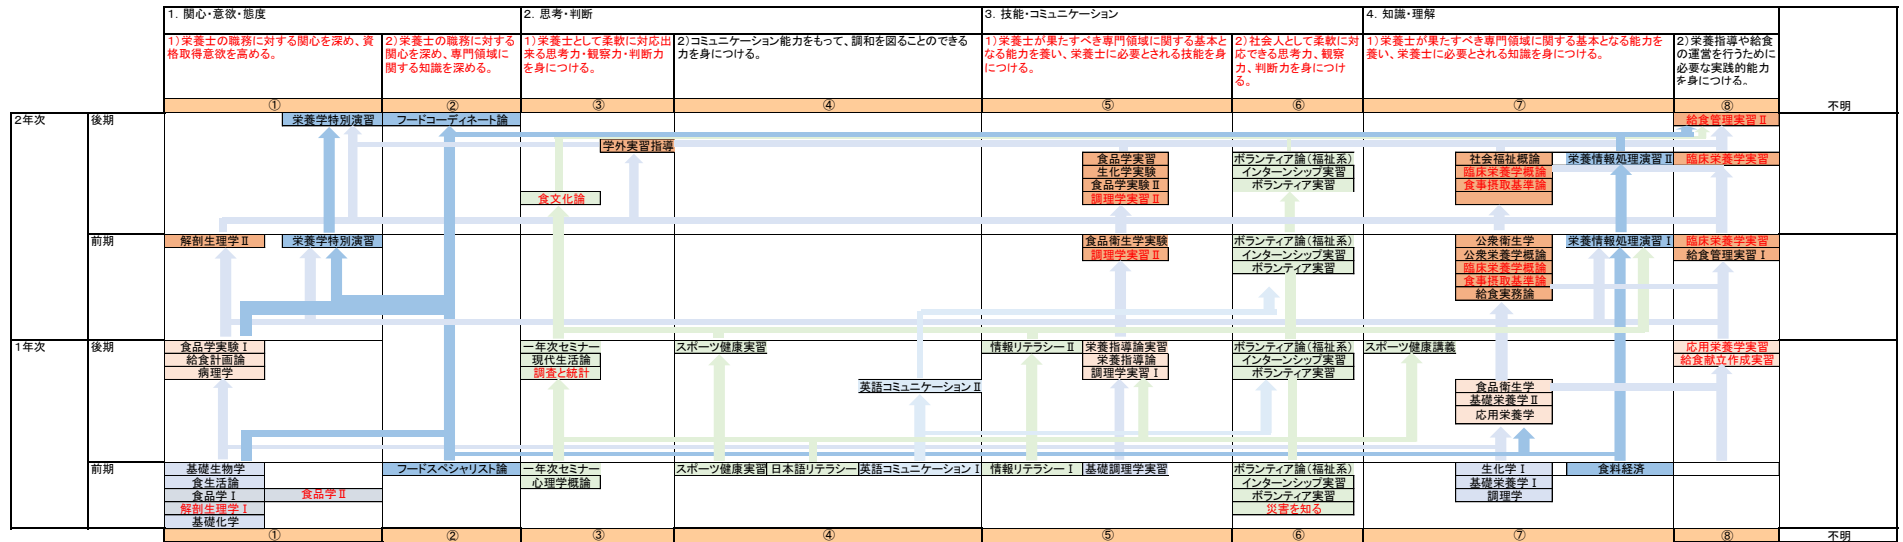 1. 関心・意欲・態度
2. 思考・判断
3. 技能・コミュニケーション
4. 知識・理解
1)栄養士の職務に対する関心を深め、資
格取得意欲を高める。
2)栄養士の職務に対する
関心を深め、専門領域に
関する知識を深める。
1)栄養士として柔軟に対応出
来る思考力・観察力・判断力
を身につける。
2)コミュニケーション能力をもって、調和を図ることのできる
力を身につける。
1)栄養士が果たすべき専門領域に関する基本と
なる能力を養い、栄養士に必要とされる技能を身
につける。
2)社会人として柔軟に対
応できる思考力、観察
力、判断力を身につけ
る。
1)栄養士が果たすべき専門領域に関する基本となる能力を
養い、栄養士に必要とされる知識を身につける。
2)栄養指導や給食
の運営を行うために
必要な実践的能力
を身につける。
① ② ③ ④ ⑤ ⑥ ⑦ ⑧ 不明
2年次 後期
栄養学特別演習
フードコーディネート論
給食管理実習Ⅱ
学外実習指導
食品学実習
生化学実験
食品学実験Ⅱ
調理学実習Ⅱ
ボランティア論(福祉系)
インターンシップ実習
ボランティア実習
社会福祉概論
臨床栄養学概論
食事摂取基準論
栄養情報処理演習Ⅱ
臨床栄養学実習
食文化論
前期
解剖生理学Ⅱ
栄養学特別演習
食品衛生学実験
調理学実習Ⅱ
ボランティア論(福祉系)
インターンシップ実習
ボランティア実習
公衆衛生学
公衆栄養学概論
臨床栄養学概論
食事摂取基準論
給食実務論
栄養情報処理演習Ⅰ
臨床栄養学実習
給食管理実習Ⅰ
1年次 後期
食品学実験Ⅰ
給食計画論
病理学
一年次セミナー
現代生活論
調査と統計
スポーツ健康実習
英語コミュニケーションⅡ
情報リテラシーⅡ
栄養指導論実習
栄養指導論
調理学実習Ⅰ
ボランティア論(福祉系)
インターンシップ実習
ボランティア実習
スポーツ健康講義
食品衛生学
基礎栄養学Ⅱ
応用栄養学
応用栄養学実習
給食献立作成実習
前期
基礎生物学
食生活論
食品学Ⅰ
解剖生理学Ⅰ
基礎化学
食品学Ⅱ
フードスペシャリスト論
一年次セミナー
心理学概論
スポーツ健康実習
日本語リテラシー
英語コミュニケーションⅠ
情報リテラシーⅠ
基礎調理学実習
ボランティア論(福祉系)
インターンシップ実習
ボランティア実習
災害を知る
生化学Ⅰ
基礎栄養学Ⅰ
調理学
食料経済
① ② ③ ④ ⑤ ⑥ ⑦ ⑧ 不明